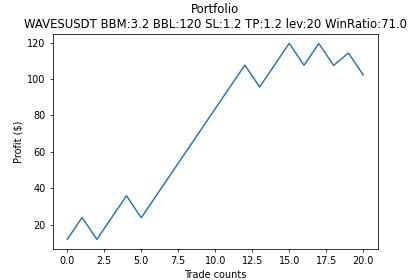 Portfolio
WAVESUSDT BBM:3.2 BBL:120 SL:1.2 TP:1.2 lev:20 WinRatio:71.0
120
100
80
60
40
20
Profit ($)
0.0 2.5 5.0 7.5 10.0 12.5 15.0 17.5 20.0
Trade counts